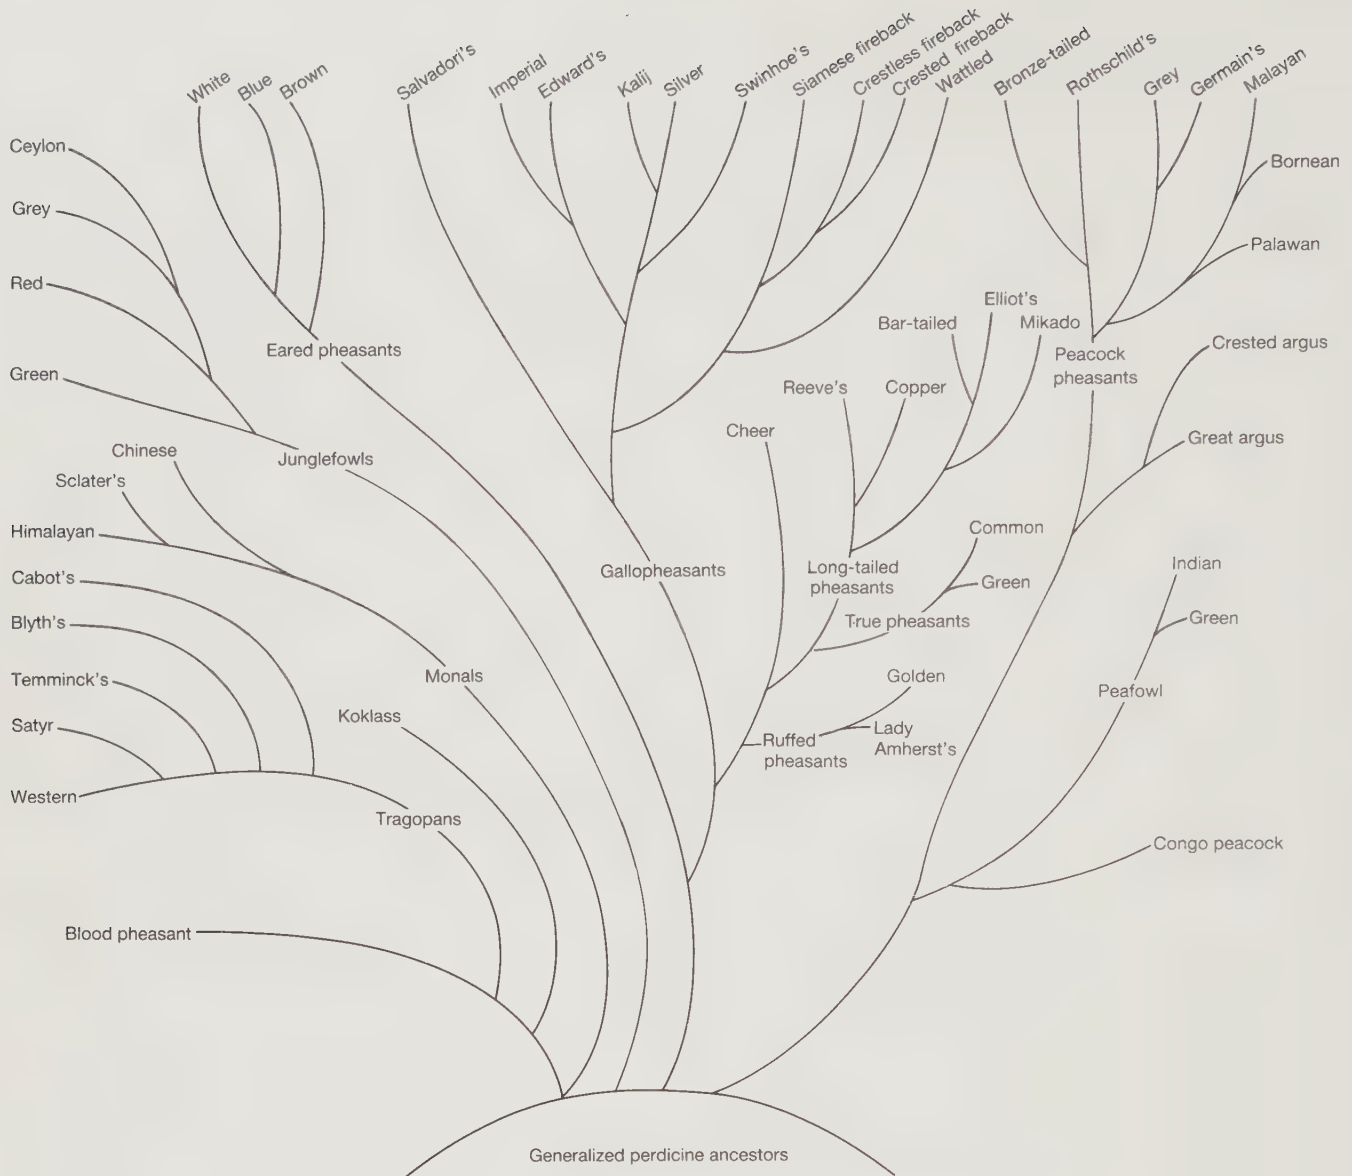 White
Blue
Brown
Salvadori's
Imperial
Edward's
Kalij
Silver
Swinhoe's
Siamese fireback
Crestless fireback
Crested fireback
Wattled
Bronze-tailed
Rothschild's
Grey
Germain's
Malayan
Ceylon
Bornean
Grey
Palawan
Red
Elliot's
Bar-tailed
Mikado
Crested argus
Eared pheasants
Peacock
pheasants
Green
Reeve's
Copper
Cheer
Great argus
Chinese
Junglefowls
Sclater's
Himalayan
Common
Indian
Gallopheasants
Long-tailed
pheasants
Cabot's
Green
Blyth's
True pheasants
Green
Temminck's
Monals
Golden
Peafowl
Koklass
Satyr
Ruffed
pheasants
Lady
Amherst's
Western
Tragopans
Congo peacock
Blood pheasant
Generalized perdicine ancestors